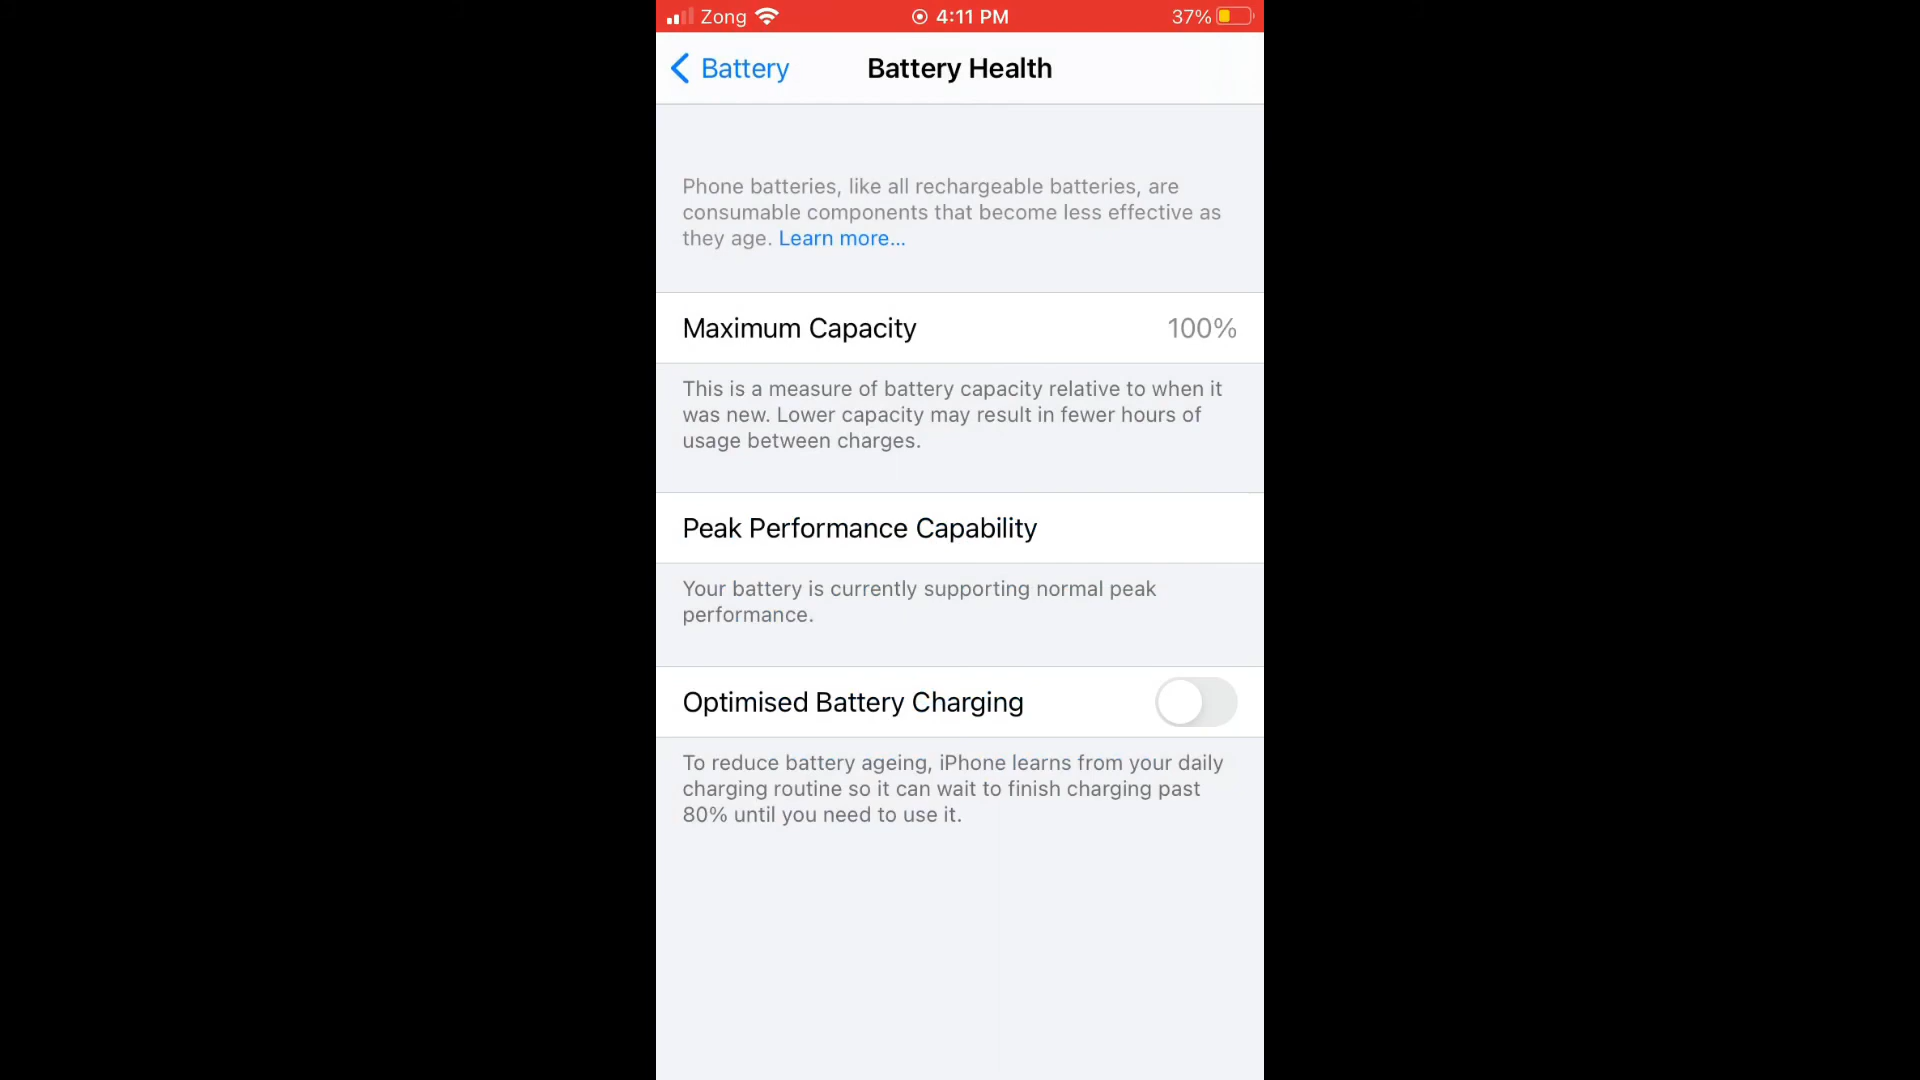 Zong 4:11 PM 37%
Battery Battery Health
Phone batteries, like all rechargeable batteries, are
consumable components that become less effective as
they age. Learn more...
Maximum Capacity 100%
This is a measure of battery capacity relative to when it
was new. Lower capacity may result in fewer hours of
usage between charges.
Peak Performance Capability
Your battery is currently supporting normal peak
performance.
Optimised Battery Charging
To reduce battery ageing, iPhone learns from your daily
charging routine so it can wait to finish charging past
80% until you need to use it.